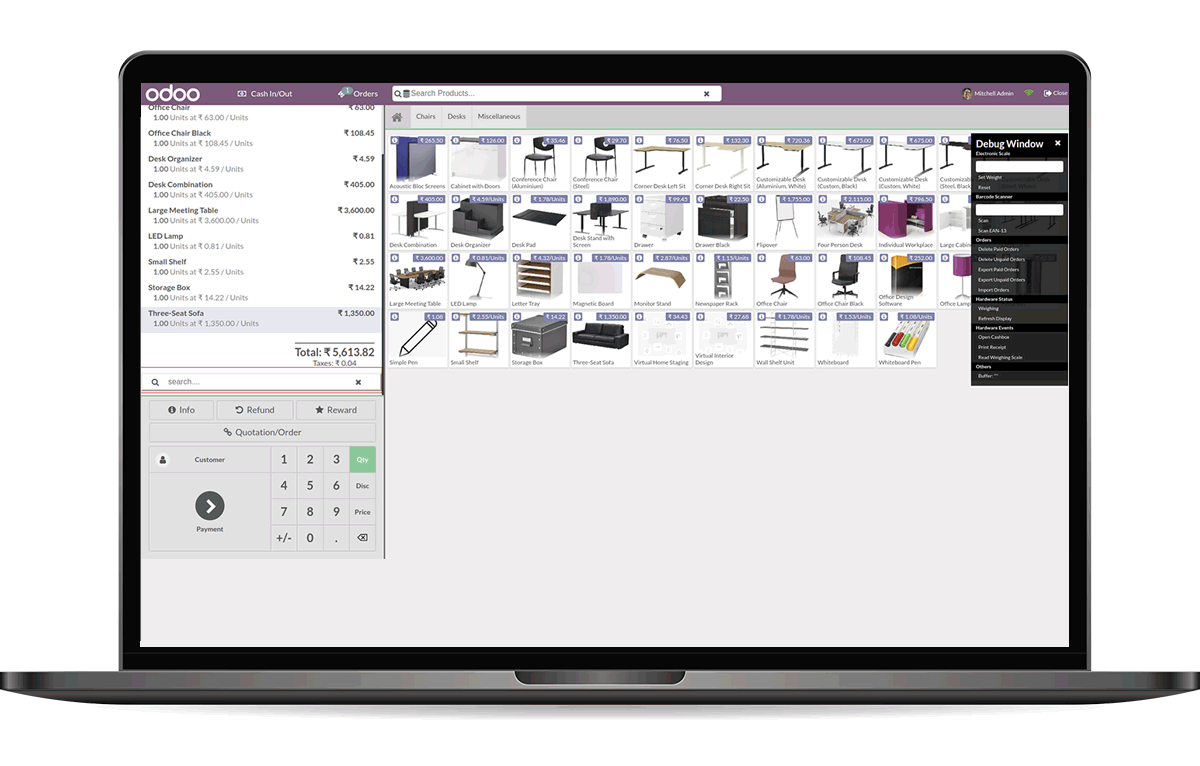 odoo
Cash In/Out
1
Orders
Search Products...
Mitchell Admin
Close
Office Chair ₹ 63.00
1.00 Units at ₹ 63.00 / Units
Office Chair Black ₹ 108.45
1.00 Units at ₹ 108.45 / Units
Desk Organizer ₹ 4.59
1.00 Units at ₹ 4.59 / Units
Desk Combination ₹ 405.00
1.00 Units at ₹ 405.00 / Units
Large Meeting Table ₹ 3,600.00
1.00 Units at ₹ 3,600.00 / Units
LED Lamp ₹ 0.81
1.00 Units at ₹ 0.81 / Units
Small Shelf ₹ 2.55
1.00 Units at ₹ 2.55 / Units
Storage Box ₹ 14.22
1.00 Units at ₹ 14.22 / Units
Three-Seat Sofa ₹ 1,350.00
1.00 Units at ₹ 1,350.00 / Units
Total: ₹ 5,613.82
Taxes: ₹ 0.04
search....
Info
Refund
Reward
Quotation/Order
Customer
1 2 3 Qty
4 5 6 Disc
7 8 9 Price
+/- 0 .
Payment
Chairs
Desks
Miscellaneous
₹ 265.50
Acoustic Bloc Screens
₹ 126.00
Cabinet with Doors
₹ 35.46
Conference Chair
(Aluminium)
₹ 29.70
Conference Chair
(Steel)
₹ 76.50
Corner Desk Left Sit
₹ 132.30
Corner Desk Right Sit
₹ 720.36
Customizable Desk
(Aluminium, White)
₹ 675.00
Customizable Desk
(Custom, Black)
₹ 675.00
Customizable Desk
(Custom, White)
Customizable
(Steel, Black)
₹ 405.00
Desk Combination
₹ 4.59/Units
Desk Organizer
₹ 1.78/Units
Desk Pad
₹ 1,890.00
Desk Stand with
Screen
₹ 99.45
Drawer
₹ 22.50
Drawer Black
₹ 1,755.00
Flipover
₹ 2,115.00
Four Person Desk
₹ 796.50
Individual Workplace
Large Cabinet
₹ 3,600.00
Large Meeting Table
₹ 0.81/Units
LED Lamp
₹ 4.32/Units
Letter Tray
₹ 1.78/Units
Magnetic Board
₹ 2.87/Units
Monitor Stand
₹ 1.15/Units
Newspaper Rack
₹ 63.00
Office Chair
₹ 108.45
Office Chair Black
₹ 252.00
Office Design
Software
Office Lamp
₹ 1.08
Simple Pen
₹ 2.55/Units
Small Shelf
₹ 14.22
Storage Box
₹ 1,350.00
Three-Seat Sofa
₹ 34.43
Virtual Home Staging
₹ 27.68
Virtual Interior
Design
₹ 1.78/Units
Wall Shelf Unit
₹ 1.53/Units
Whiteboard
₹ 1.08/Units
Whiteboard Pen
Debug Window
Electronic Scale
Set Weight
Reset
Barcode Scanner
Scan
Scan EAN-13
Orders
Delete Paid Orders
Delete Unpaid Orders
Export Paid Orders
Export Unpaid Orders
Import Orders
Hardware Status
Weighing
Refresh Display
Hardware Events
Open Cashbox
Print Receipt
Read Weighing Scale
Others
Buffer: ""